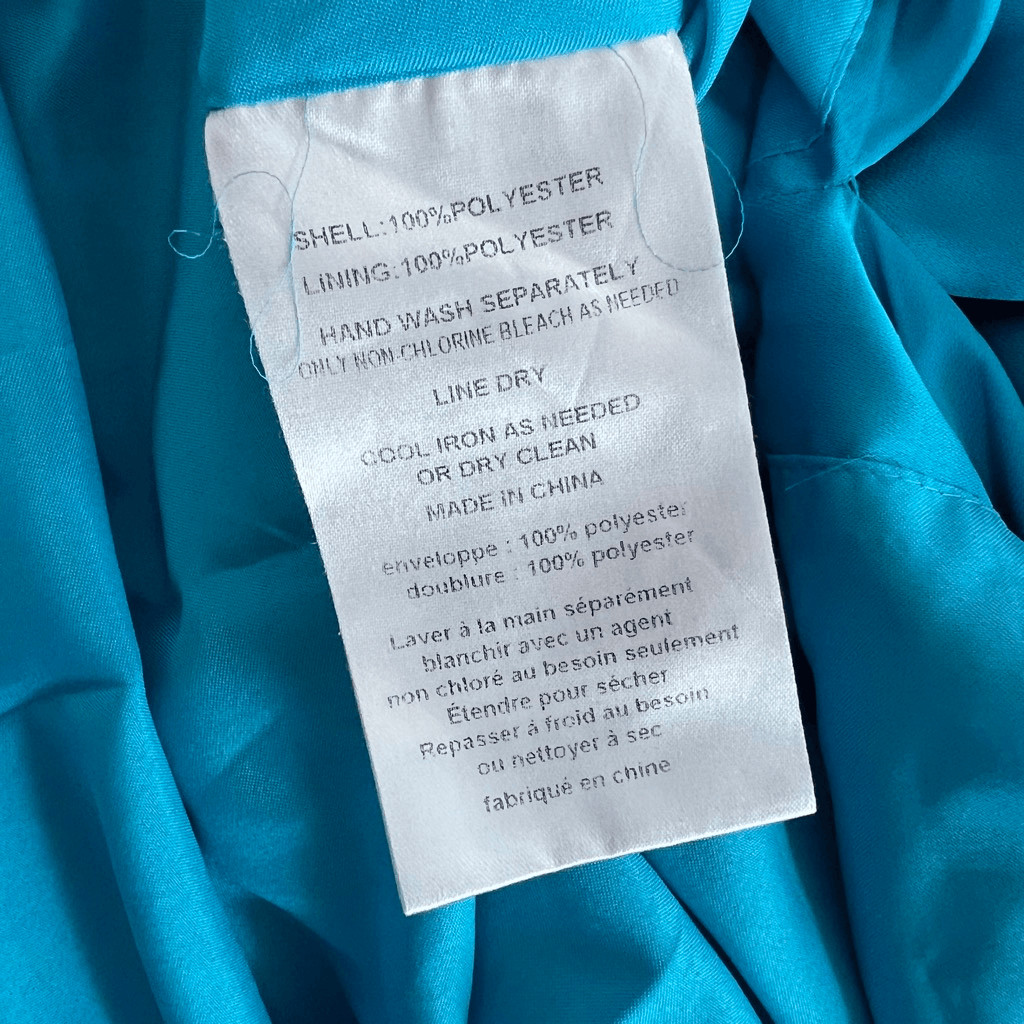 SHELL:100%POLYESTER
LINING:100%POLYESTER
HAND WASH SEPARATELY
ONLY NON-CHLORINE BLEACH AS NEEDED
LINE DRY
COOL IRON AS NEEDED
OR DRY CLEAN
MADE IN CHINA
enveloppe : 100% polyester
doublure : 100% polyester
Laver à la main séparément
blanchir avec un agent
non chloré au besoin seulement
Étendre pour sécher
Repasser à froid au besoin
ou nettoyer à sec
fabriqué en chine